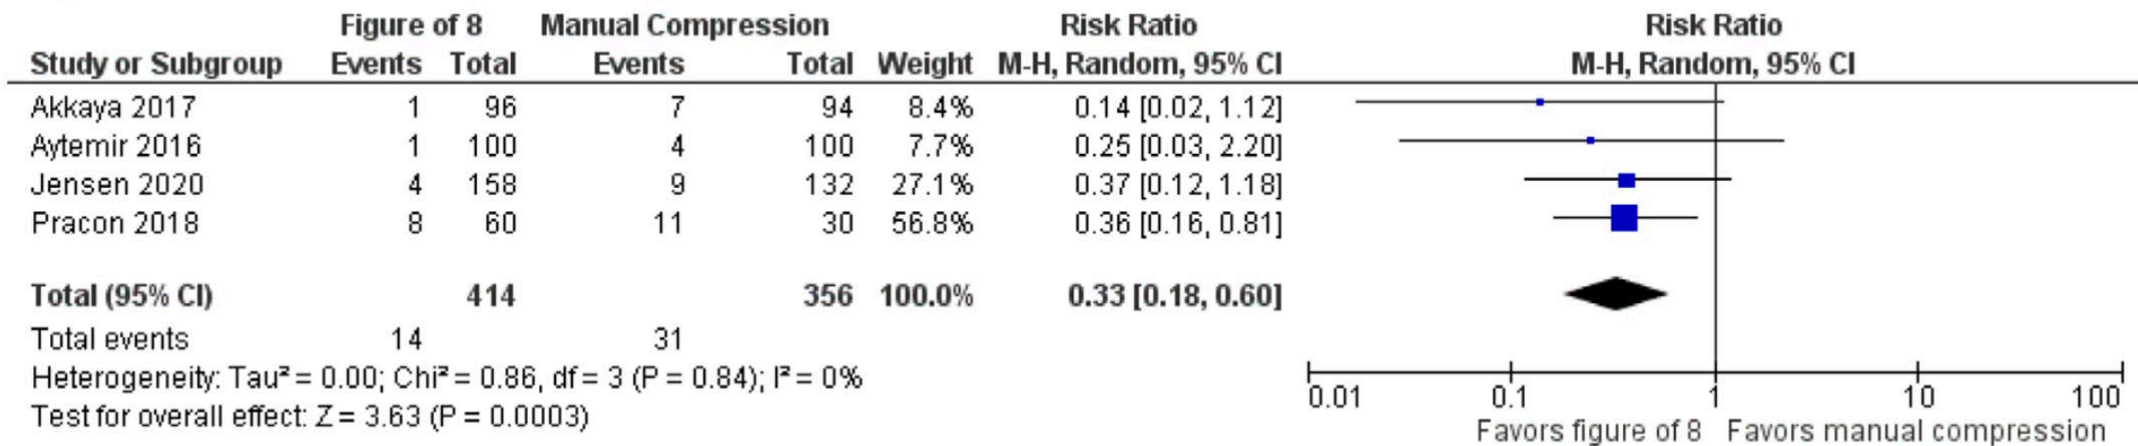 Figure of 8 Manual Compression Risk Ratio Risk Ratio
Study or Subgroup Events Total Events Total Weight M-H, Random, 95% CI M-H, Random, 95% CI
Akkaya 2017 1 96 7 94 8.4% 0.14 [0.02, 1.12]
Aytemir 2016 1 100 4 100 7.7% 0.25 [0.03, 2.20]
Jensen 2020 4 158 9 132 27.1% 0.37 [0.12, 1.18]
Pracon 2018 8 60 11 30 56.8% 0.36 [0.16, 0.81]
Total (95% CI) 414 356 100.0% 0.33 [0.18, 0.60]
Total events 14 31
Heterogeneity: Tau² = 0.00; Chi² = 0.86, df = 3 (P = 0.84); I² = 0%
Test for overall effect: Z = 3.63 (P = 0.0003)
0.01 0.1 1 10 100
Favors figure of 8 Favors manual compression